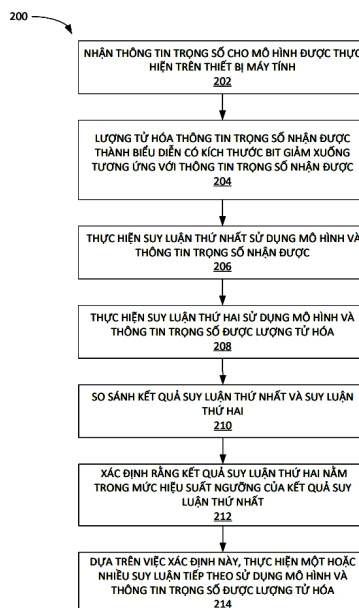 200
NHẬN THÔNG TIN TRỌNG SỐ CHO MÔ HÌNH ĐƯỢC THỰC
HIỆN TRÊN THIẾT BỊ MÁY TÍNH
202
LƯỢNG TỬ HÓA THÔNG TIN TRỌNG SỐ NHẬN ĐƯỢC
THÀNH BIỂU DIỄN CÓ KÍCH THƯỚC BIT GIẢM XUỐNG
TƯƠNG ỨNG VỚI THÔNG TIN TRỌNG SỐ NHẬN ĐƯỢC
204
THỰC HIỆN SUY LUẬN THỨ NHẤT SỬ DỤNG MÔ HÌNH VÀ
THÔNG TIN TRỌNG SỐ NHẬN ĐƯỢC
206
THỰC HIỆN SUY LUẬN THỨ HAI SỬ DỤNG MÔ HÌNH VÀ
THÔNG TIN TRỌNG SỐ ĐƯỢC LƯỢNG TỬ HÓA
208
SO SÁNH KẾT QUẢ SUY LUẬN THỨ NHẤT VÀ SUY LUẬN
THỨ HAI
210
XÁC ĐỊNH RẰNG KẾT QUẢ SUY LUẬN THỨ HAI NẰM
TRONG MỨC HIỆU SUẤT NGƯỠNG CỦA KẾT QUẢ SUY
LUẬN THỨ NHẤT
212
DỰA TRÊN VIỆC XÁC ĐỊNH NÀY, THỰC HIỆN MỘT HOẶC
NHIỀU SUY LUẬN TIẾP THEO SỬ DỤNG MÔ HÌNH VÀ
THÔNG TIN TRỌNG SỐ ĐƯỢC LƯỢNG TỬ HÓA
214